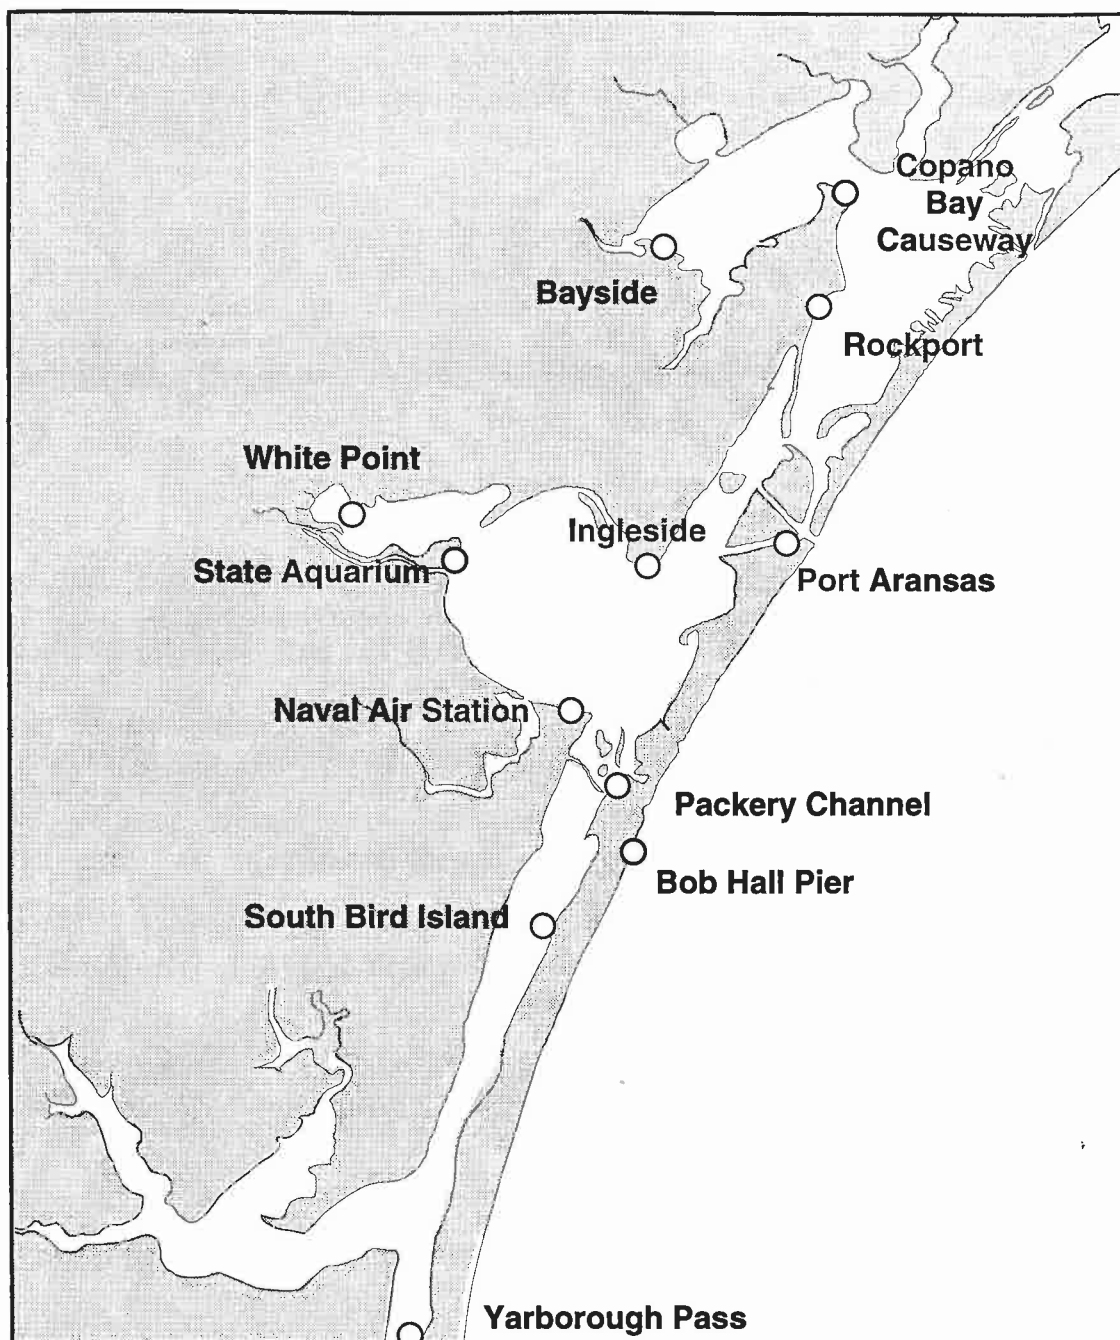 Copano
Bay
Causeway
Bayside
Rockport
White Point
Ingleside
State Aquarium
Port Aransas
Naval Air Station
Packery Channel
Bob Hall Pier
South Bird Island
Yarborough Pass